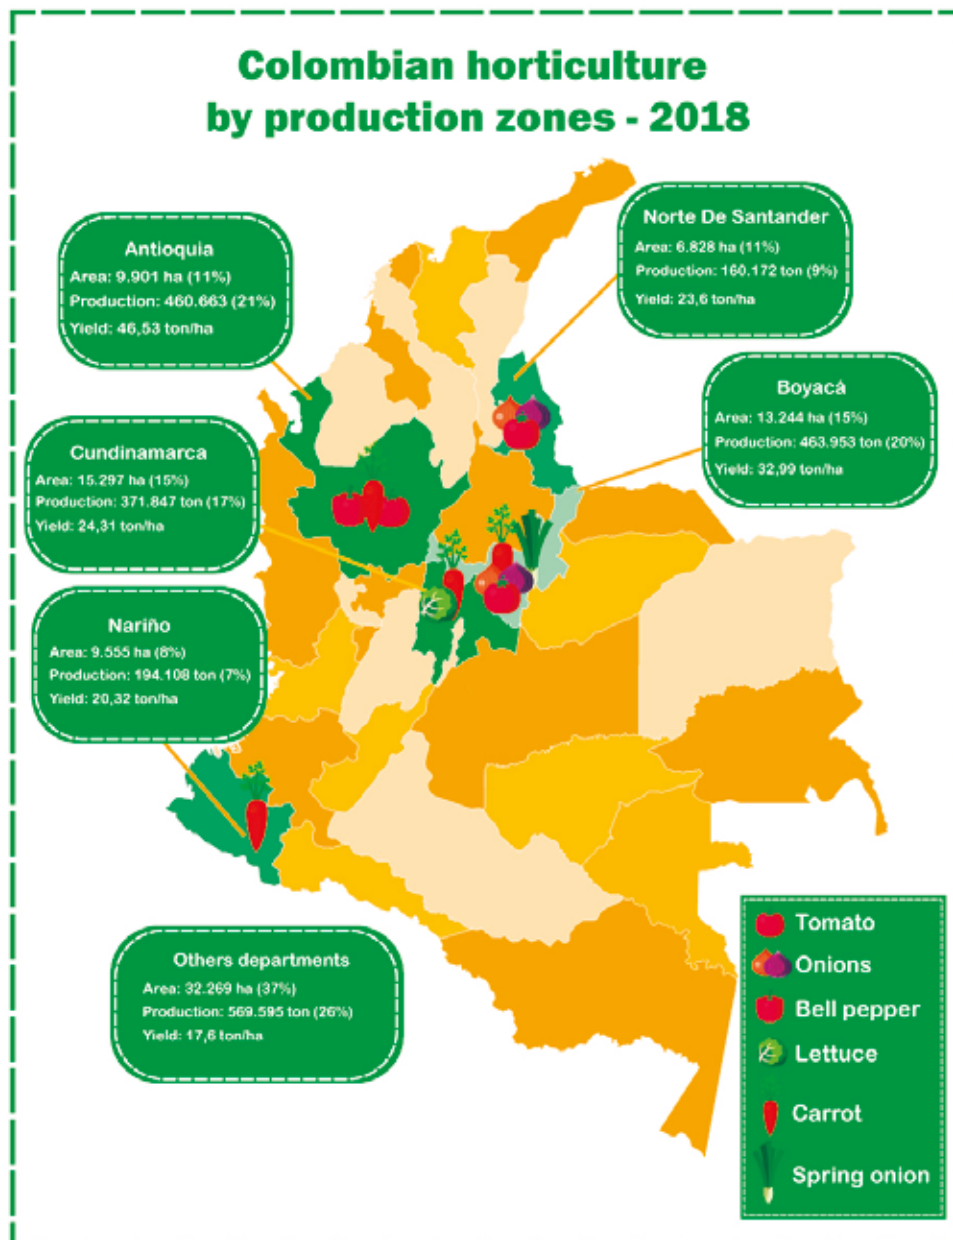 Colombian horticulture
by production zones - 2018
Antioquia
Area: 9.901 ha (11%)
Production: 460.663 (21%)
Yield: 46,53 ton/ha
Norte De Santander
Area: 6.828 ha (11%)
Production: 160.172 ton (9%)
Yield: 23,6 ton/ha
Boyacá
Area: 13.244 ha (15%)
Production: 463.953 ton (20%)
Yield: 32,99 ton/ha
Cundinamarca
Area: 15.297 ha (15%)
Production: 371.847 ton (17%)
Yield: 24,31 ton/ha
Nariño
Area: 9.555 ha (8%)
Production: 194.108 ton (7%)
Yield: 20,32 ton/ha
Others departments
Area: 32.269 ha (37%)
Production: 569.595 ton (26%)
Yield: 17,6 ton/ha
Tomato
Onions
Bell pepper
Lettuce
Carrot
Spring onion